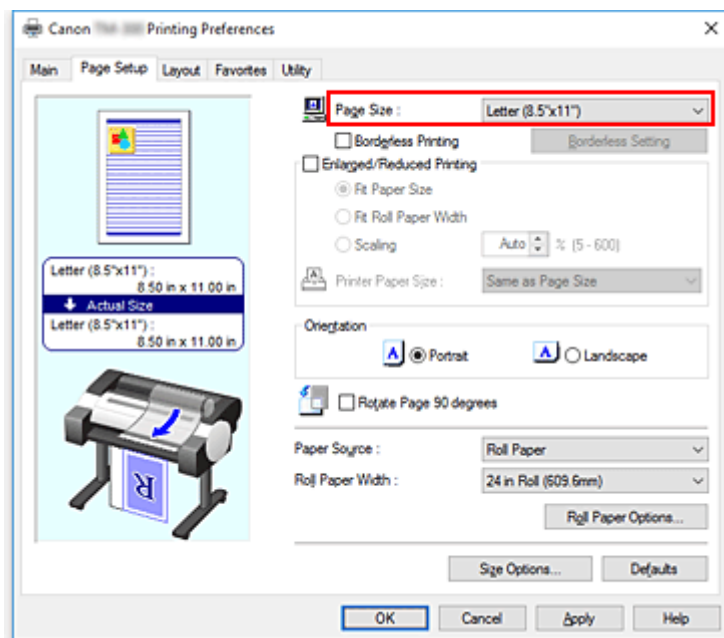 Canon Printing Preferences
Main Page Setup Layout Favorites Utility
Page Size : Letter (8.5"x11")
Borderless Printing Borderless Setting
Enlarged/Reduced Printing
Fit Paper Size
Fit Roll Paper Width
Scaling Auto % (5 - 600)
Printer Paper Size : Same as Page Size
Letter (8.5"x11") :
8.50 in x 11.00 in
Actual Size
Letter (8.5"x11") :
8.50 in x 11.00 in
Orientation
A Portrait A Landscape
Rotate Page 90 degrees
Paper Source : Roll Paper
Roll Paper Width : 24 in Roll (609.6mm)
R
Roll Paper Options...
Size Options... Defaults
OK Cancel Apply Help